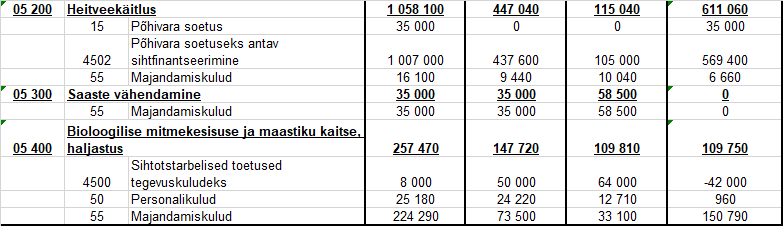 05 200 Heitveekäitlus 1 058 100 447 040 115 040 611 060
15 Põhivara soetus 35 000 0 0 35 000
Põhivara soetuseks antav
4502 sihtfinantseerimine 1 007 000 437 600 105 000 569 400
55 Majandamiskulud 16 100 9 440 10 040 6 660
05 300 Saaste vähendamine 35 000 35 000 58 500 0
55 Majandamiskulud 35 000 35 000 58 500 0
Bioloogilise mitmekesisuse ja maastiku kaitse,
05 400 haljastus 257 470 147 720 109 810 109 750
Sihtotstarbelised toetused
4500 tegevuskuludeks 8 000 50 000 64 000 -42 000
50 Personalikulud 25 180 24 220 12 710 960
55 Majandamiskulud 224 290 73 500 33 100 150 790